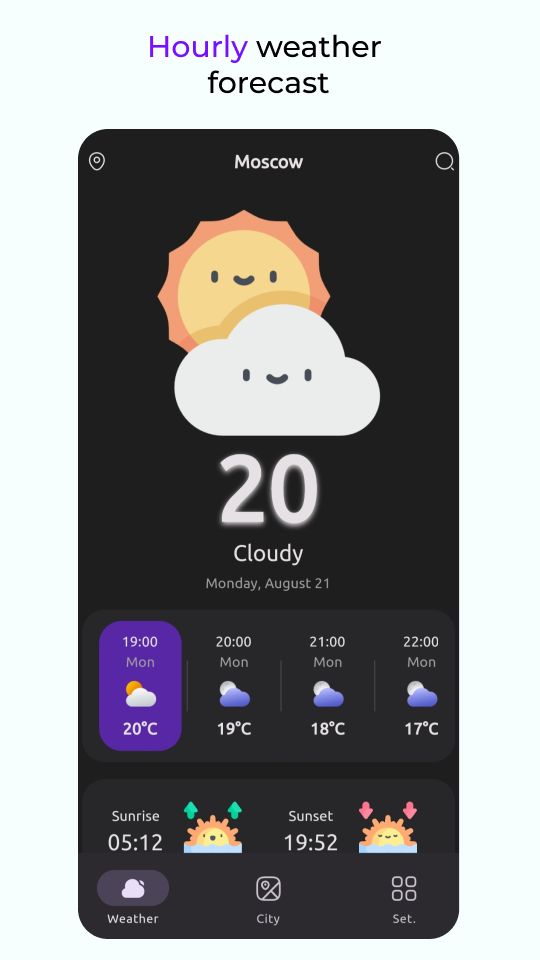 Hourly weather
forecast
Moscow
20
Cloudy
Monday, August 21
19:00 20:00 21:00 22:00
Mon Mon Mon Mon
20°C 19°C 18°C 17°C
Sunrise Sunset
05:12 19:52
Weather City Set.